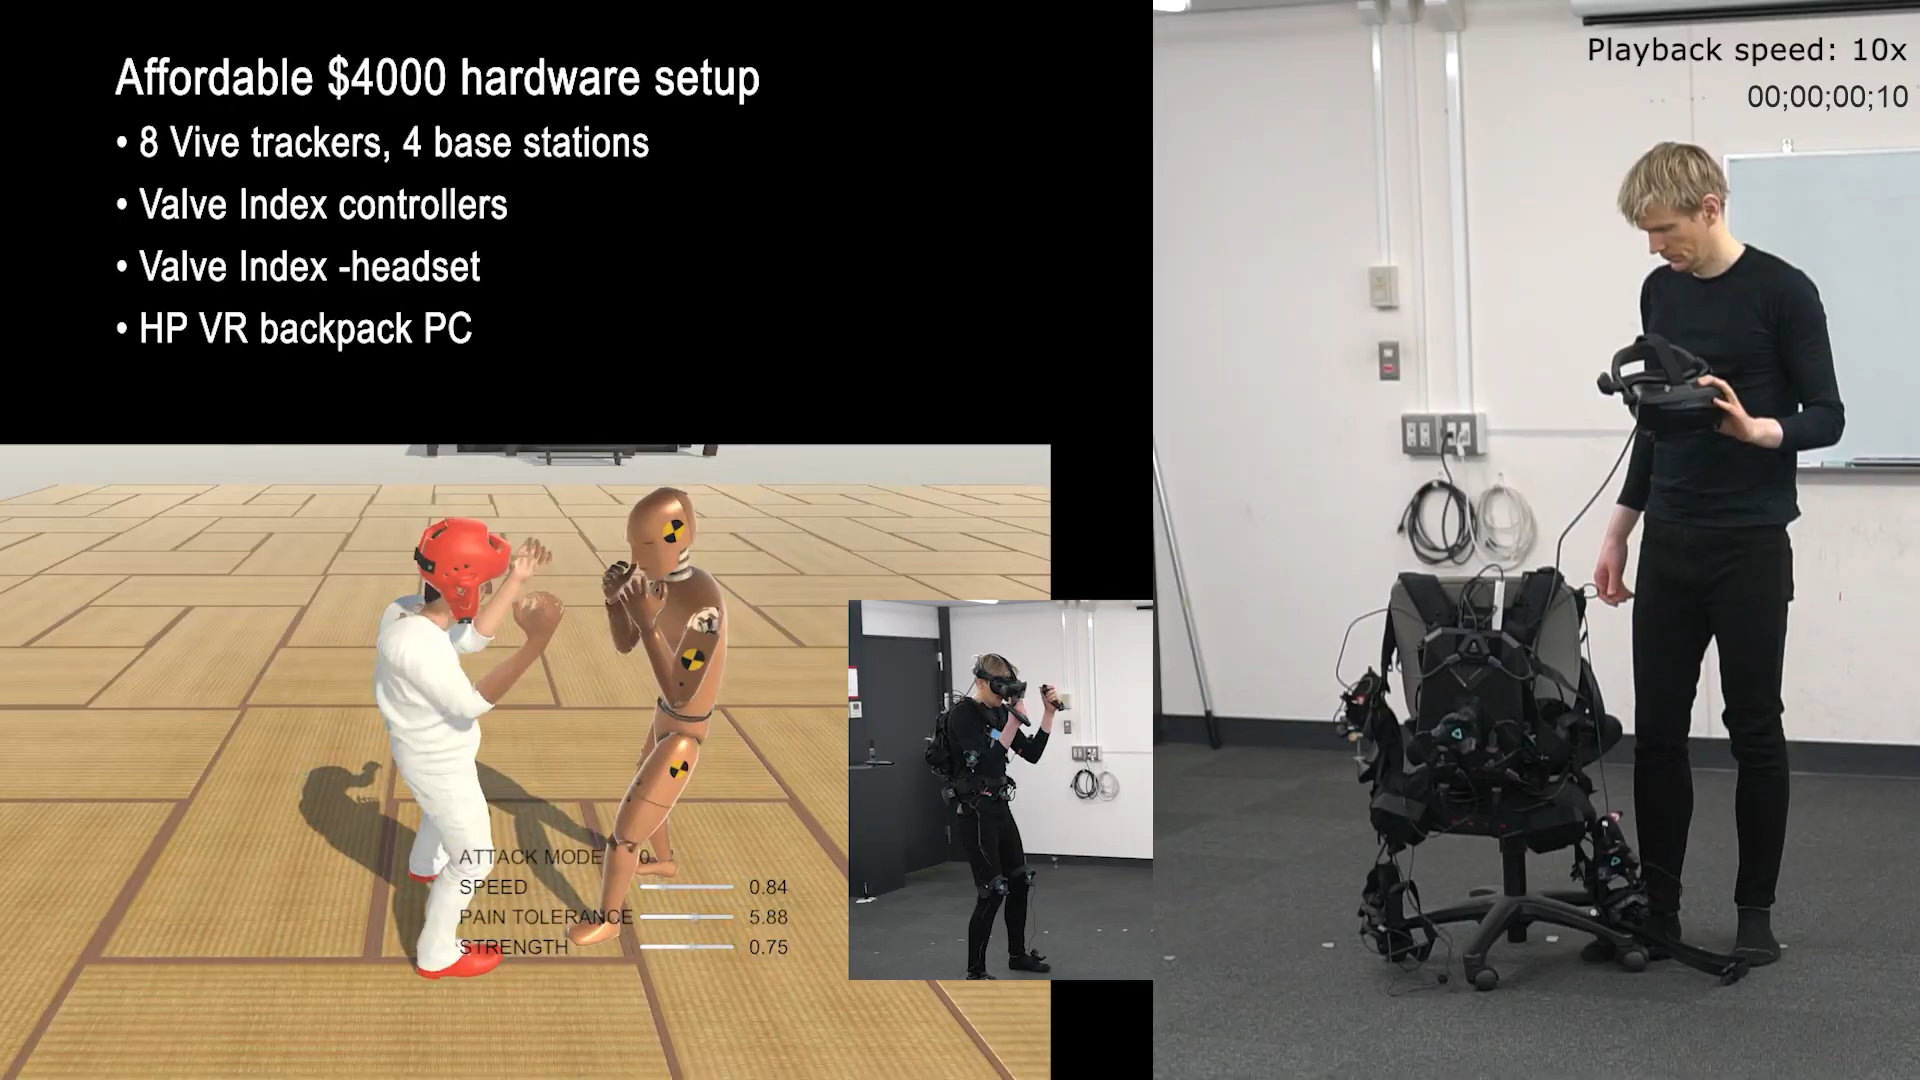 Affordable $4000 hardware setup
• 8 Vive trackers, 4 base stations
• Valve Index controllers
• Valve Index -headset
• HP VR backpack PC
Playback speed: 10x
00;00;00;10
ATTACK MODE 0
SPEED 0.84
PAIN TOLERANCE 5.88
STRENGTH 0.75